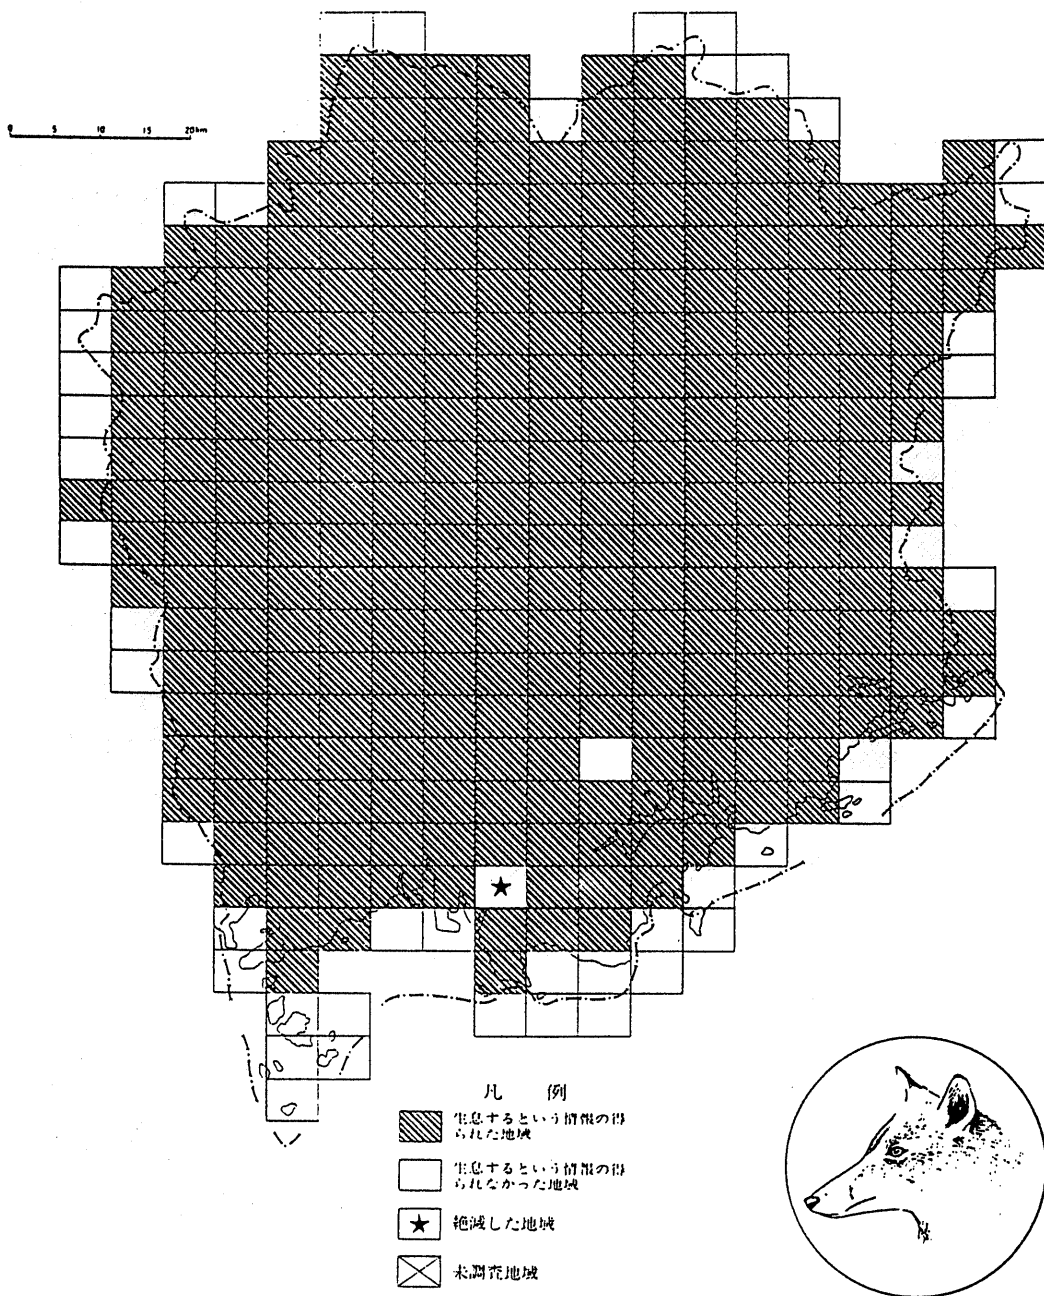 0 5 10 15 20km
凡 例
生息するという情報の得
られた地域
生息するという情報の得
られなかった地域
絶滅した地域
未調査地域